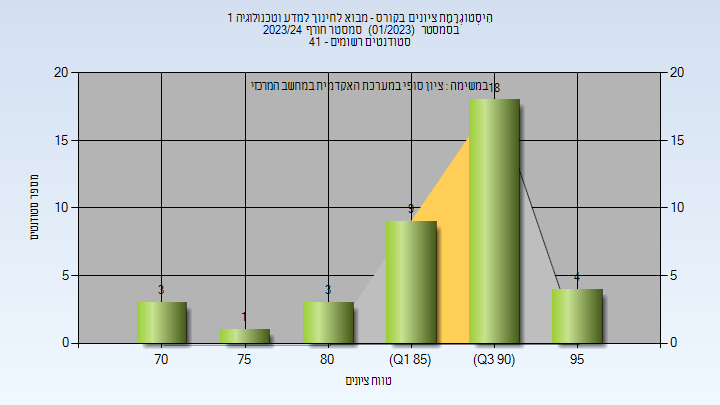 היסטוגרמת ציונים בקורס - מבוא לחינוך למדע וטכנולוגיה 1
בסמסטר (01/2023) סמסטר חורף 2023/24
סטודנטים רשומים - 41
במשימה : ציון סופי במערכת האקדמית במחשב המרכזי
20
15
10
5
0
20
15
10
5
0
מספר סטודנטים
3
1
3
9
18
4
70
75
80
(Q1 85)
(Q3 90)
95
טווח ציונים